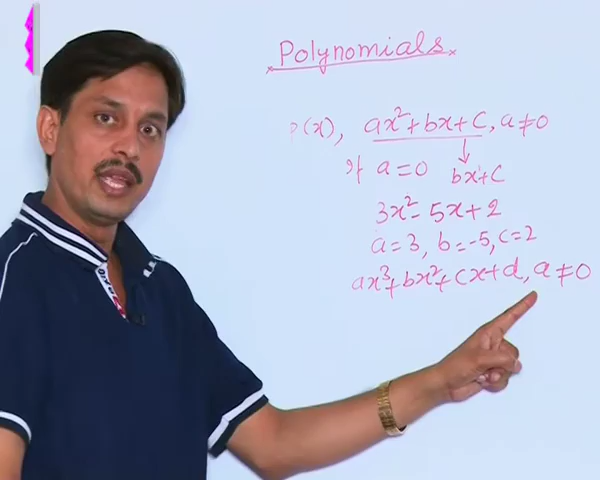 Polynomials
P(x), ax²+bx+c, a≠0
If a=0 bx+c
3x²-5x+2
a=3, b=-5, c=2
ax³+bx²+cx+d, a≠0